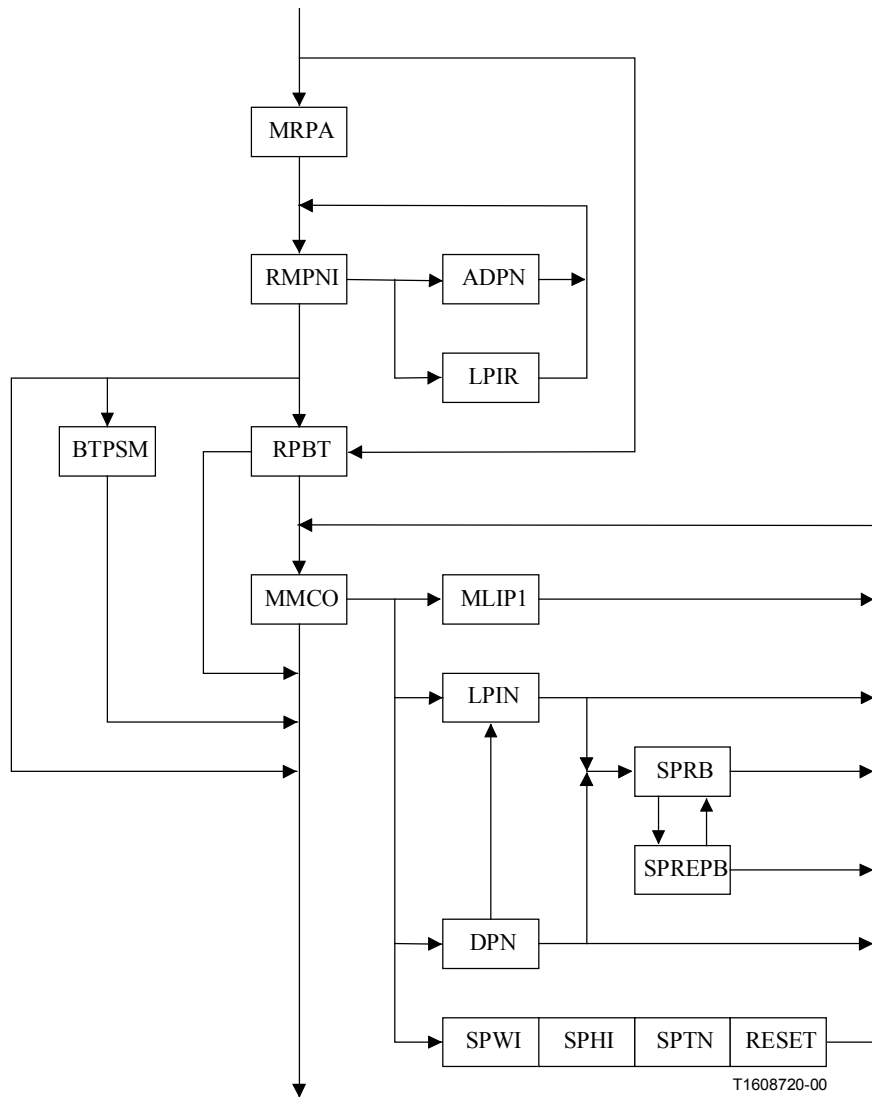 MRPA
RMPNI
ADPN
LPIR
BTPSM
RPBT
MMCO
MLIP1
LPIN
SPRB
SPREPB
DPN
SPWI SPHI SPTN RESET
T1608720-00